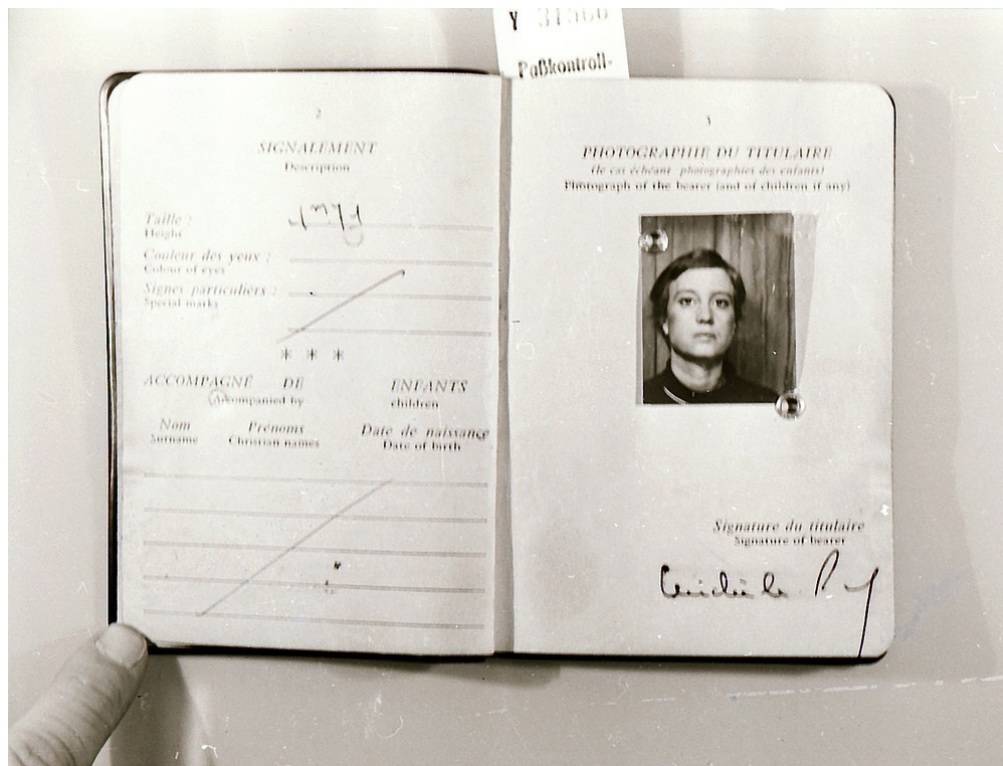 Y 31566
Paßkontroll-
2
SIGNALEMENT
Description
Taille :
Height
Couleur des yeux :
Colour of eyes
Signes particuliers :
Special marks
* * *
ACCOMPAGNÉ DE ENFANTS
Accompanied by children
Nom Prénoms Date de naissance
Surname Christian names Date of birth
3
PHOTOGRAPHIE DU TITULAIRE
(le cas échéant photographies des enfants)
Photograph of the bearer (and of children if any)
Signature du titulaire
Signature of bearer